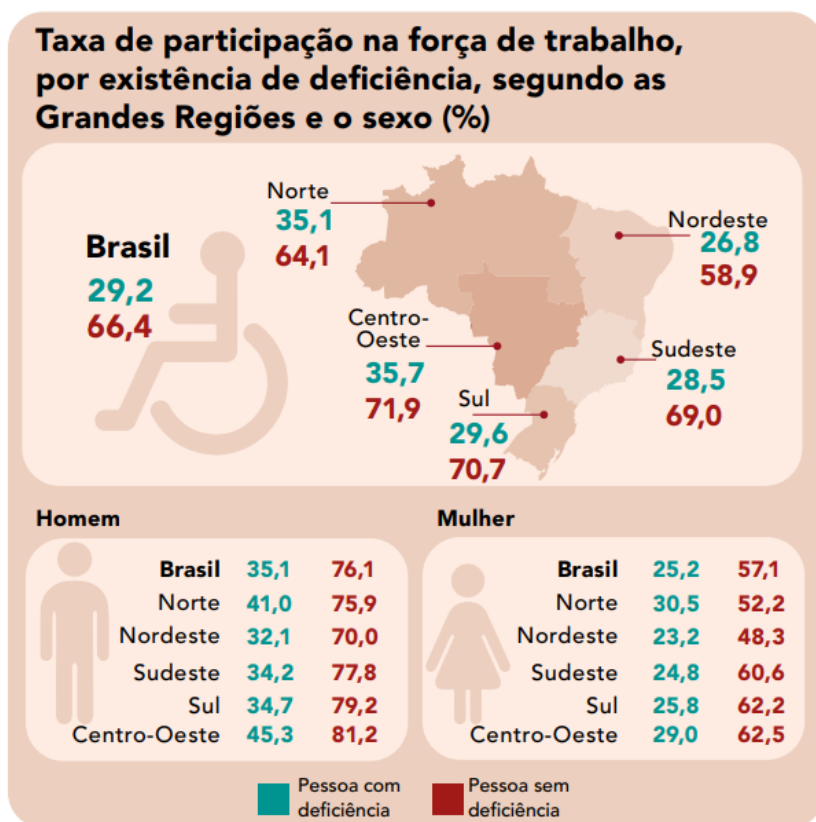 Taxa de participação na força de trabalho,
por existência de deficiência, segundo as
Grandes Regiões e o sexo (%)
Brasil
29,2
66,4
Norte
35,1
64,1
Nordeste
26,8
58,9
Centro-
Oeste
35,7
71,9
Sudeste
28,5
69,0
Sul
29,6
70,7
Homem
Brasil 35,1 76,1
Norte 41,0 75,9
Nordeste 32,1 70,0
Sudeste 34,2 77,8
Sul 34,7 79,2
Centro-Oeste 45,3 81,2
Mulher
Brasil 25,2 57,1
Norte 30,5 52,2
Nordeste 23,2 48,3
Sudeste 24,8 60,6
Sul 25,8 62,2
Centro-Oeste 29,0 62,5
Pessoa com
deficiência
Pessoa sem
deficiência